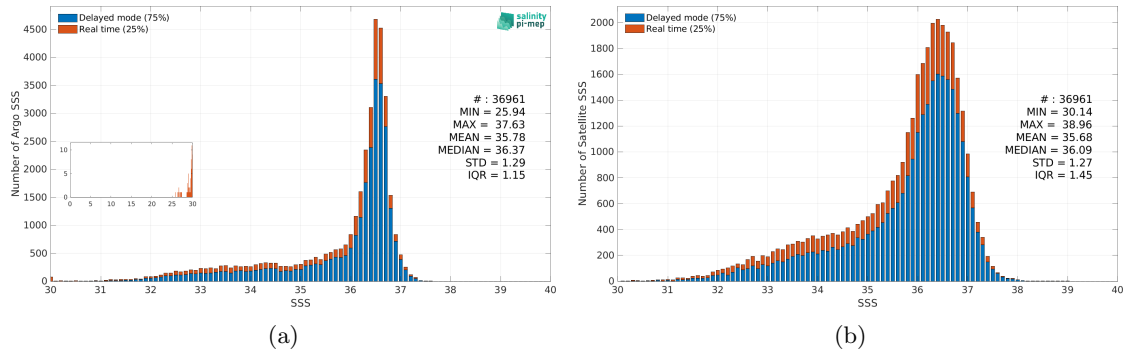 Delayed mode (75%)
Real time (25%)
salinity
pi-mep
4500
4000
3500
3000
2500
2000
1500
1000
500
0
Number of Argo SSS
# : 36961
MIN = 25.94
MAX = 37.63
MEAN = 35.78
MEDIAN = 36.37
STD = 1.29
IQR = 1.15
10
5
0
0 5 10 15 20 25 30
30 31 32 33 34 35 36 37 38 39 40
SSS
(a)
Delayed mode (75%)
Real time (25%)
2000
1800
1600
1400
1200
1000
800
600
400
200
0
Number of Satellite SSS
# : 36961
MIN = 30.14
MAX = 38.96
MEAN = 35.68
MEDIAN = 36.09
STD = 1.27
IQR = 1.45
30 31 32 33 34 35 36 37 38 39 40
SSS
(b)